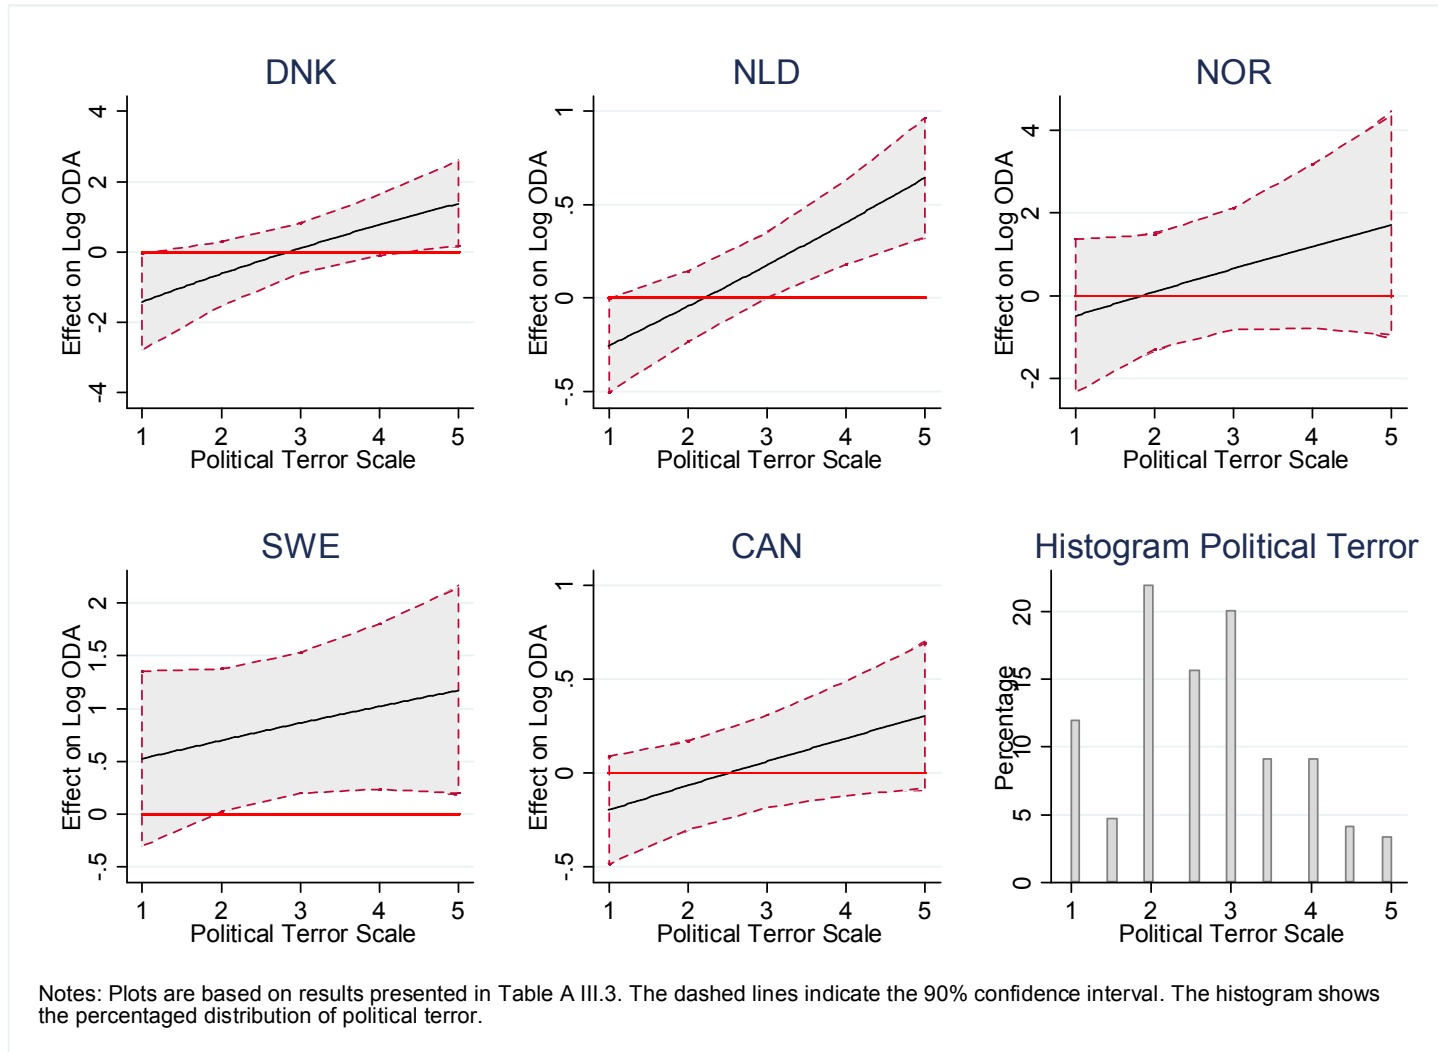 DNK
Effect on Log ODA
4
2
0
-2
-4
1 2 3 4 5
Political Terror Scale
NLD
Effect on Log ODA
1
.5
0
-.5
1 2 3 4 5
Political Terror Scale
NOR
Effect on Log ODA
4
2
0
-2
1 2 3 4 5
Political Terror Scale
SWE
Effect on Log ODA
2
1.5
1
.5
0
-.5
1 2 3 4 5
Political Terror Scale
CAN
Effect on Log ODA
1
.5
0
-.5
1 2 3 4 5
Political Terror Scale
Histogram Political Terror
Percentage
20
15
10
5
0
1 2 3 4 5
Political Terror Scale
Notes: Plots are based on results presented in Table A III.3. The dashed lines indicate the 90% confidence interval. The histogram shows
the percentaged distribution of political terror.